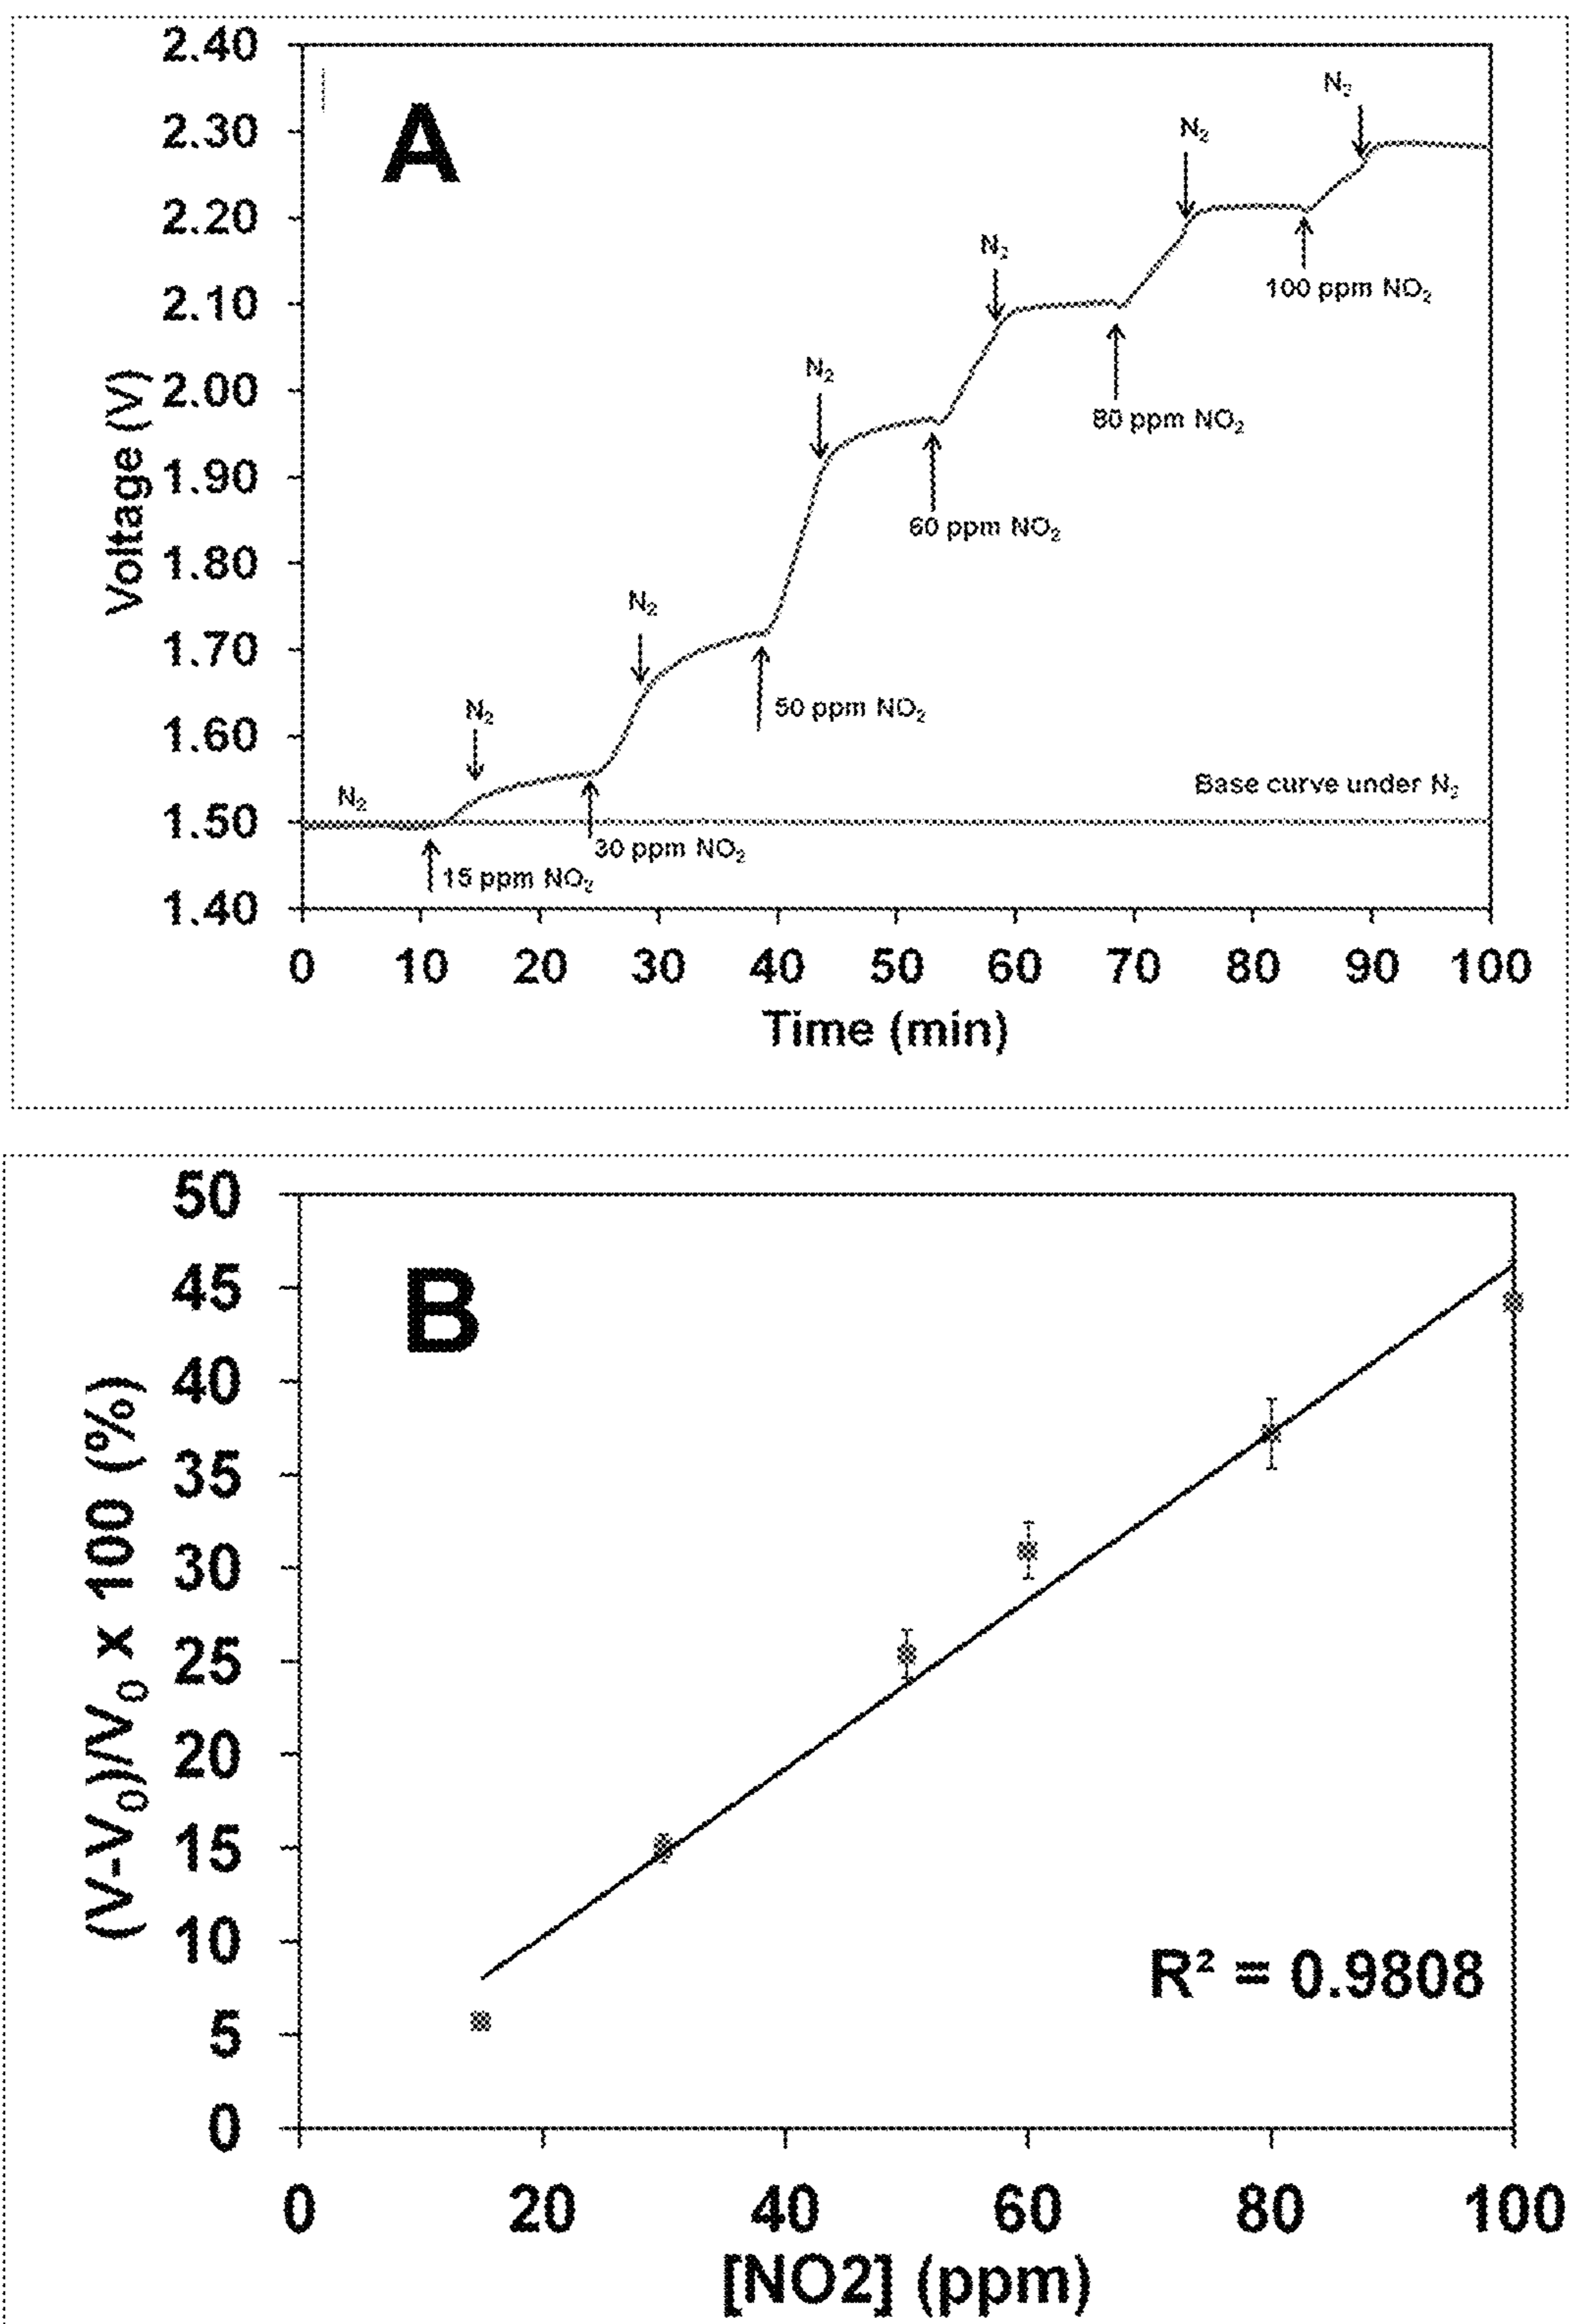 A
2.40
2.30
2.20
2.10
2.00
1.90
1.80
1.70
1.60
1.50
1.40
Voltage (V)
N₂
N₂
N₂
N₂
N₂
N₂
N₂
15 ppm NO₂
30 ppm NO₂
50 ppm NO₂
60 ppm NO₂
80 ppm NO₂
100 ppm NO₂
Base curve under N₂
0 10 20 30 40 50 60 70 80 90 100
Time (min)
B
50
45
40
35
30
25
20
15
10
5
0
(V-V₀)/V₀ x 100 (%)
R² = 0.9808
0 20 40 60 80 100
[NO2] (ppm)